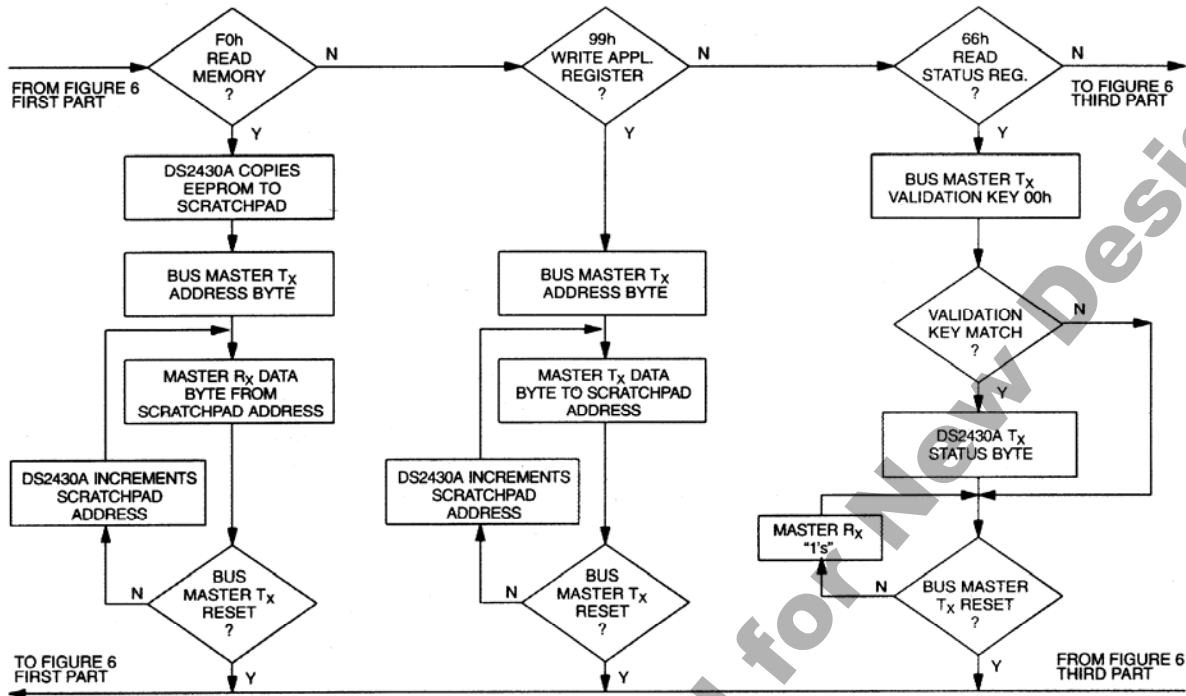 F0h
READ
MEMORY
?
N
Y
FROM FIGURE 6
FIRST PART
DS2430A COPIES
EEPROM TO
SCRATCHPAD
BUS MASTER TX
ADDRESS BYTE
MASTER RX DATA
BYTE FROM
SCRATCHPAD ADDRESS
DS2430A INCREMENTS
SCRATCHPAD
ADDRESS
BUS
MASTER TX
RESET
?
N
Y
TO FIGURE 6
FIRST PART
99h
WRITE APPL.
REGISTER
?
N
Y
BUS MASTER TX
ADDRESS BYTE
MASTER TX DATA
BYTE TO SCRATCHPAD
ADDRESS
DS2430A INCREMENTS
SCRATCHPAD
ADDRESS
BUS
MASTER TX
RESET
?
N
Y
66h
READ
STATUS REG.
?
N
Y
TO FIGURE 6
THIRD PART
BUS MASTER TX
VALIDATION KEY 00h
VALIDATION
KEY MATCH
?
N
Y
DS2430A TX
STATUS BYTE
MASTER RX
"1's"
BUS MASTER
TX RESET
?
N
Y
FROM FIGURE 6
THIRD PART
for New